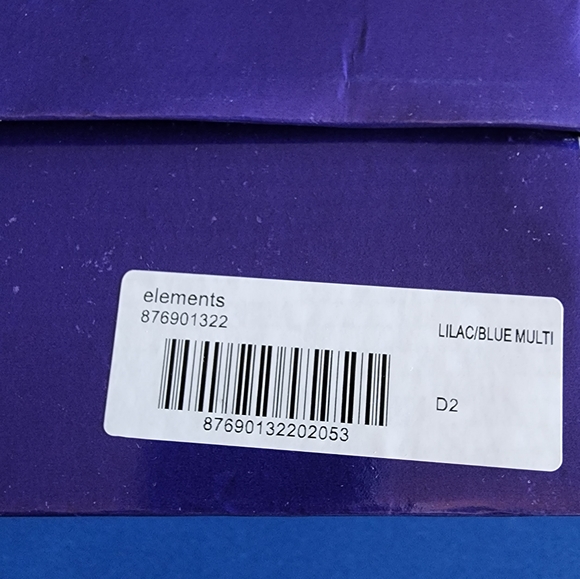 elements
876901322
LILAC/BLUE MULTI
D2
87690132202053